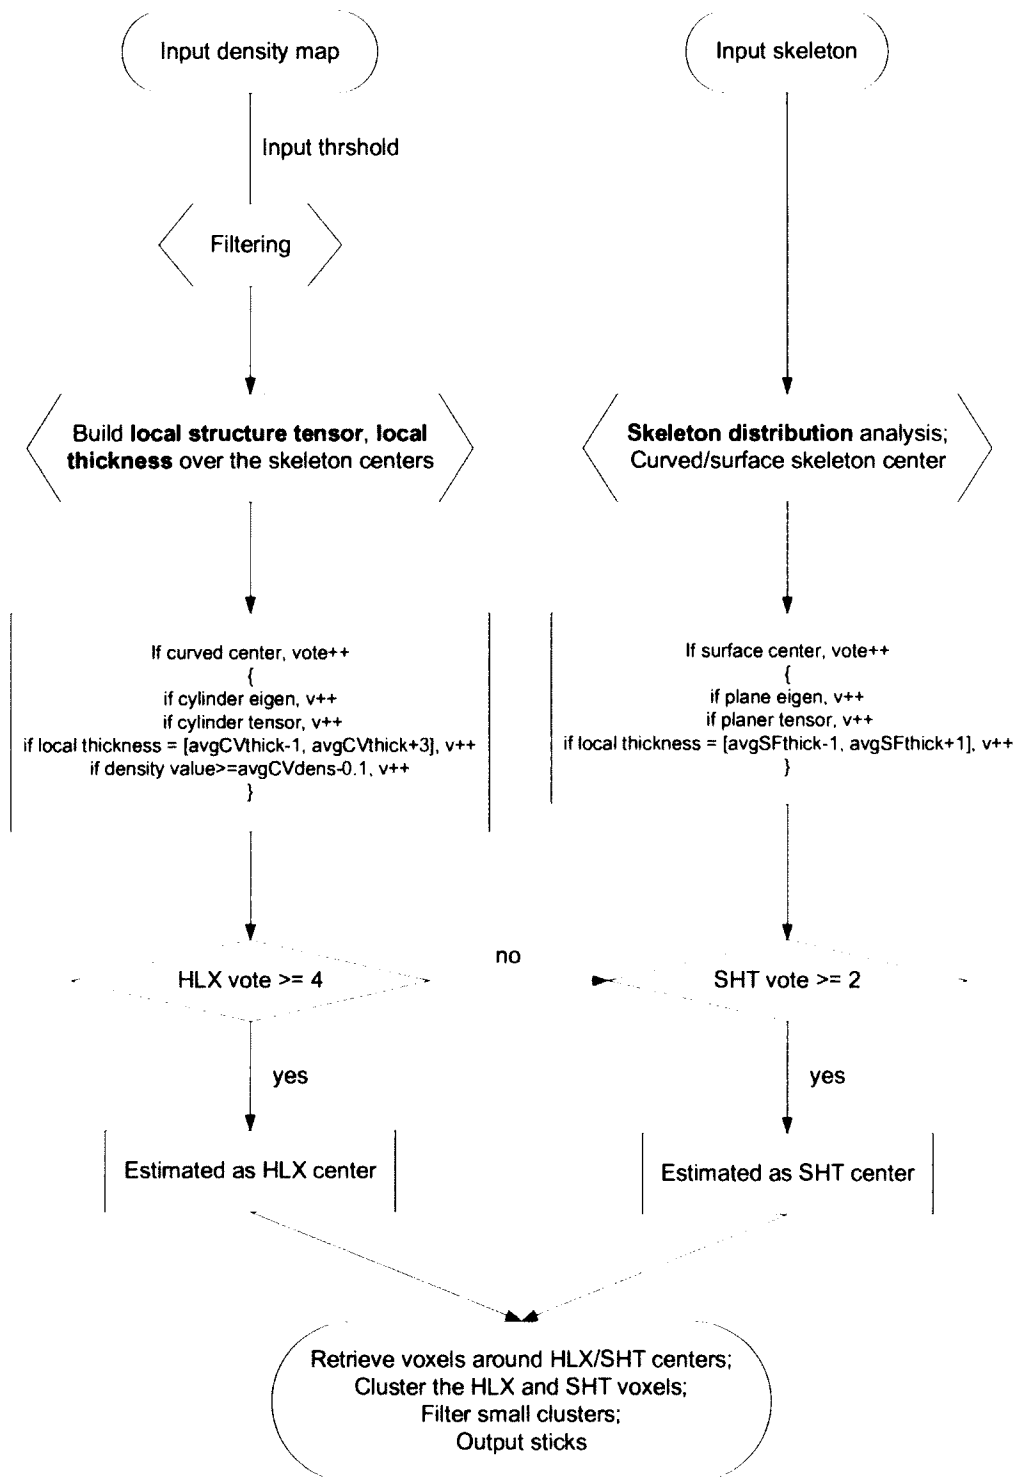 Input density map
Input skeleton
Input thrshold
Filtering
Build local structure tensor, local
thickness over the skeleton centers
Skeleton distribution analysis;
Curved/surface skeleton center
If curved center, vote++
{
if cylinder eigen, v++
if cylinder tensor, v++
if local thickness = [avgCVthick-1, avgCVthick+3], v++
if density value>=avgCVdens-0.1, v++
}
If surface center, vote++
{
if plane eigen, v++
if planer tensor, v++
if local thickness = [avgSFthick-1, avgSFthick+1], v++
}
HLX vote >= 4
no
SHT vote >= 2
yes
yes
Estimated as HLX center
Estimated as SHT center
Retrieve voxels around HLX/SHT centers;
Cluster the HLX and SHT voxels;
Filter small clusters;
Output sticks